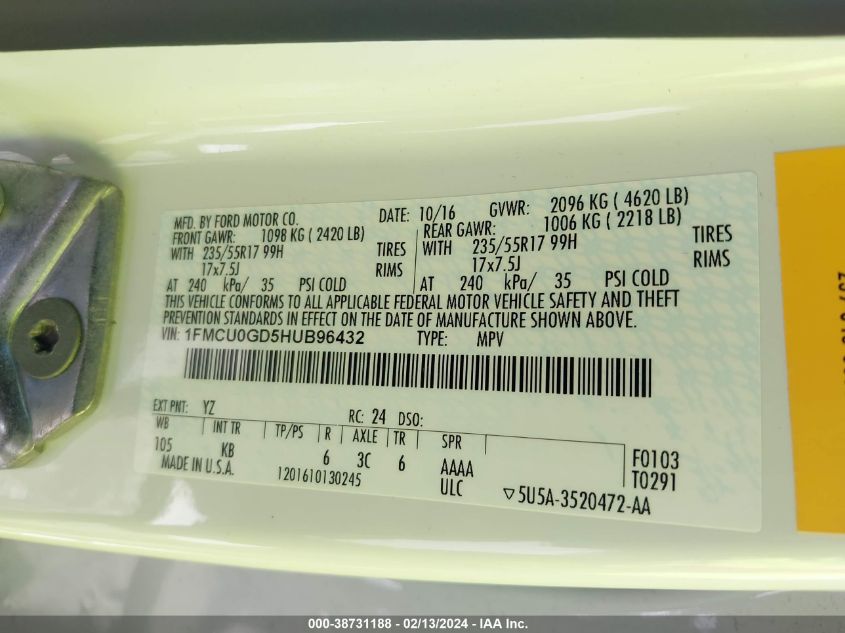 MFD. BY FORD MOTOR CO. DATE: 10/16 GVWR: 2096 KG ( 4620 LB)
FRONT GAWR: 1098 KG ( 2420 LB) REAR GAWR: 1006 KG ( 2218 LB)
WITH 235/55R17 99H TIRES WITH 235/55R17 99H TIRES
17x7.5J RIMS 17x7.5J RIMS
AT 240 kPa/ 35 PSI COLD AT 240 kPa/ 35 PSI COLD
THIS VEHICLE CONFORMS TO ALL APPLICABLE FEDERAL MOTOR VEHICLE SAFETY AND THEFT
PREVENTION STANDARDS IN EFFECT ON THE DATE OF MANUFACTURE SHOWN ABOVE.
VIN: 1FMCU0GD5HUB96432 TYPE: MPV
EXT PNT: YZ RC: 24 DSO:
WB INT TR TP/PS R AXLE TR SPR
105 KB 6 3C 6 AAAA F0103
MADE IN U.S.A. 1201610130245 ULC T0291
▽5U5A-3520472-AA
000-38731188 - 02/13/2024 - IAA Inc.